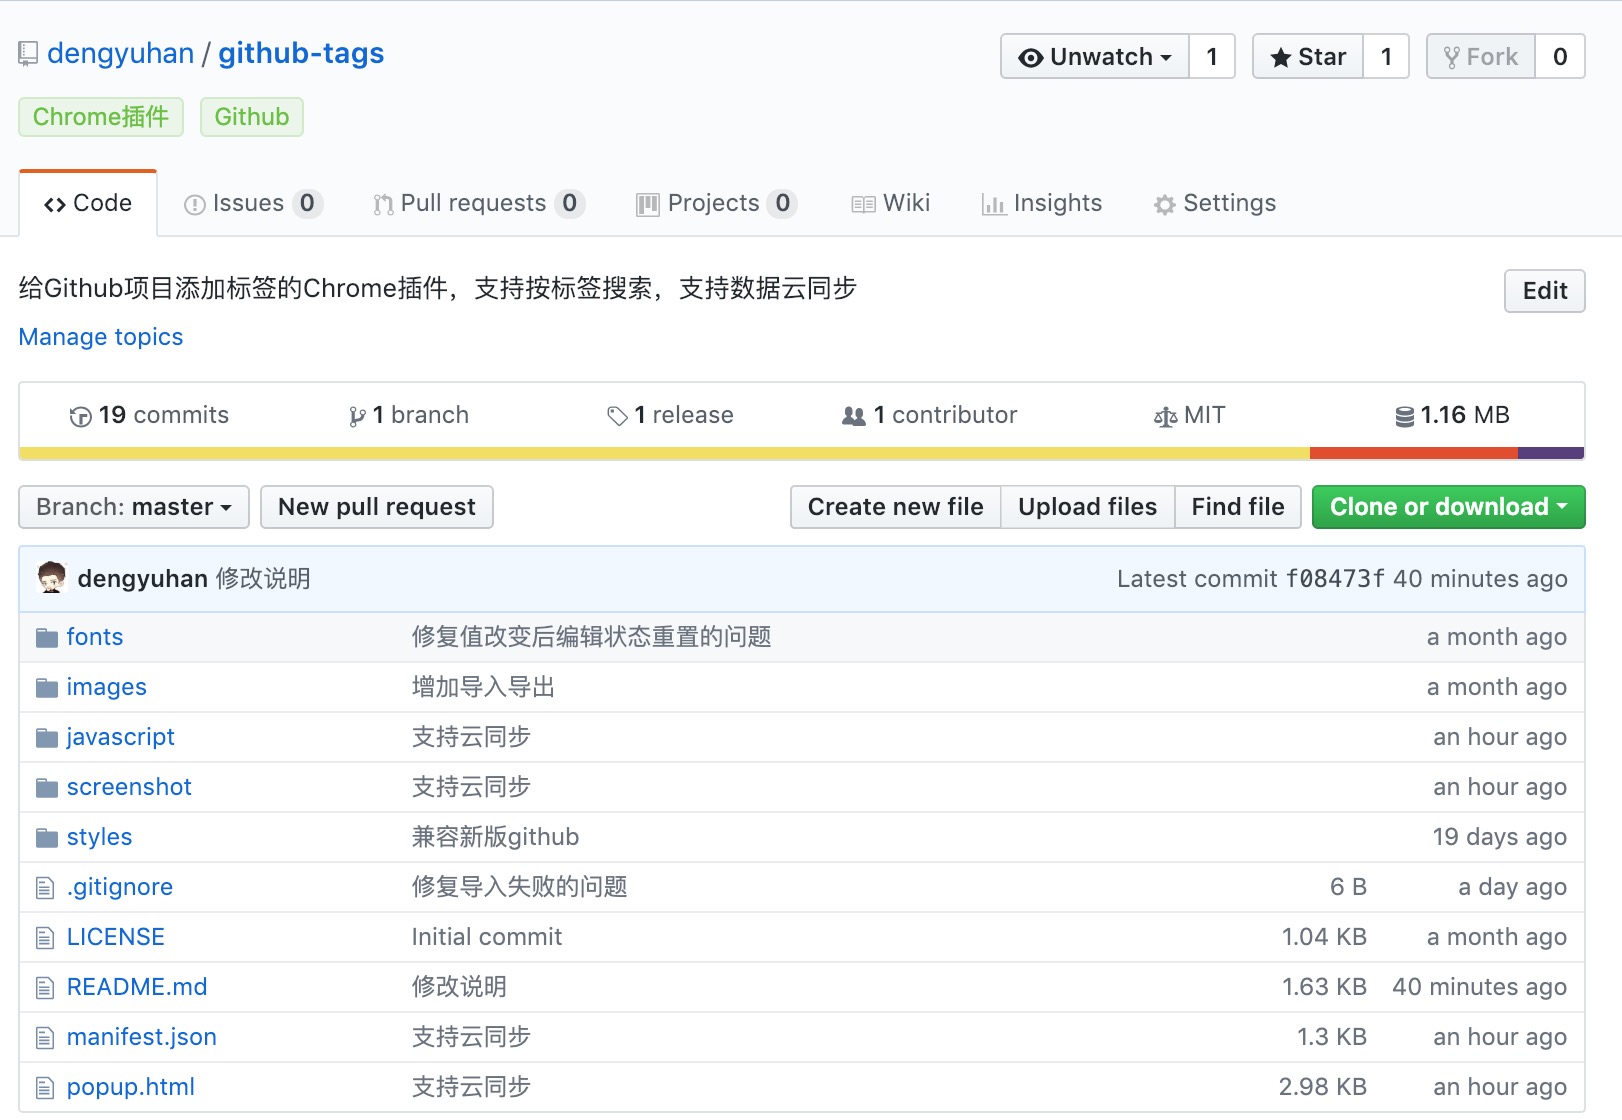 dengyuhan / github-tags
Unwatch 1 Star 1 Fork 0
Chrome插件 Github
Code Issues 0 Pull requests 0 Projects 0 Wiki Insights Settings
给Github项目添加标签的Chrome插件，支持按标签搜索，支持数据云同步 Edit
Manage topics
19 commits 1 branch 1 release 1 contributor MIT 1.16 MB
Branch: master New pull request Create new file Upload files Find file Clone or download
dengyuhan 修改说明 Latest commit f08473f 40 minutes ago
fonts 修复值改变后编辑状态重置的问题 a month ago
images 增加导入导出 a month ago
javascript 支持云同步 an hour ago
screenshot 支持云同步 an hour ago
styles 兼容新版github 19 days ago
.gitignore 修复导入失败的问题 6 B a day ago
LICENSE Initial commit 1.04 KB a month ago
README.md 修改说明 1.63 KB 40 minutes ago
manifest.json 支持云同步 1.3 KB an hour ago
popup.html 支持云同步 2.98 KB an hour ago